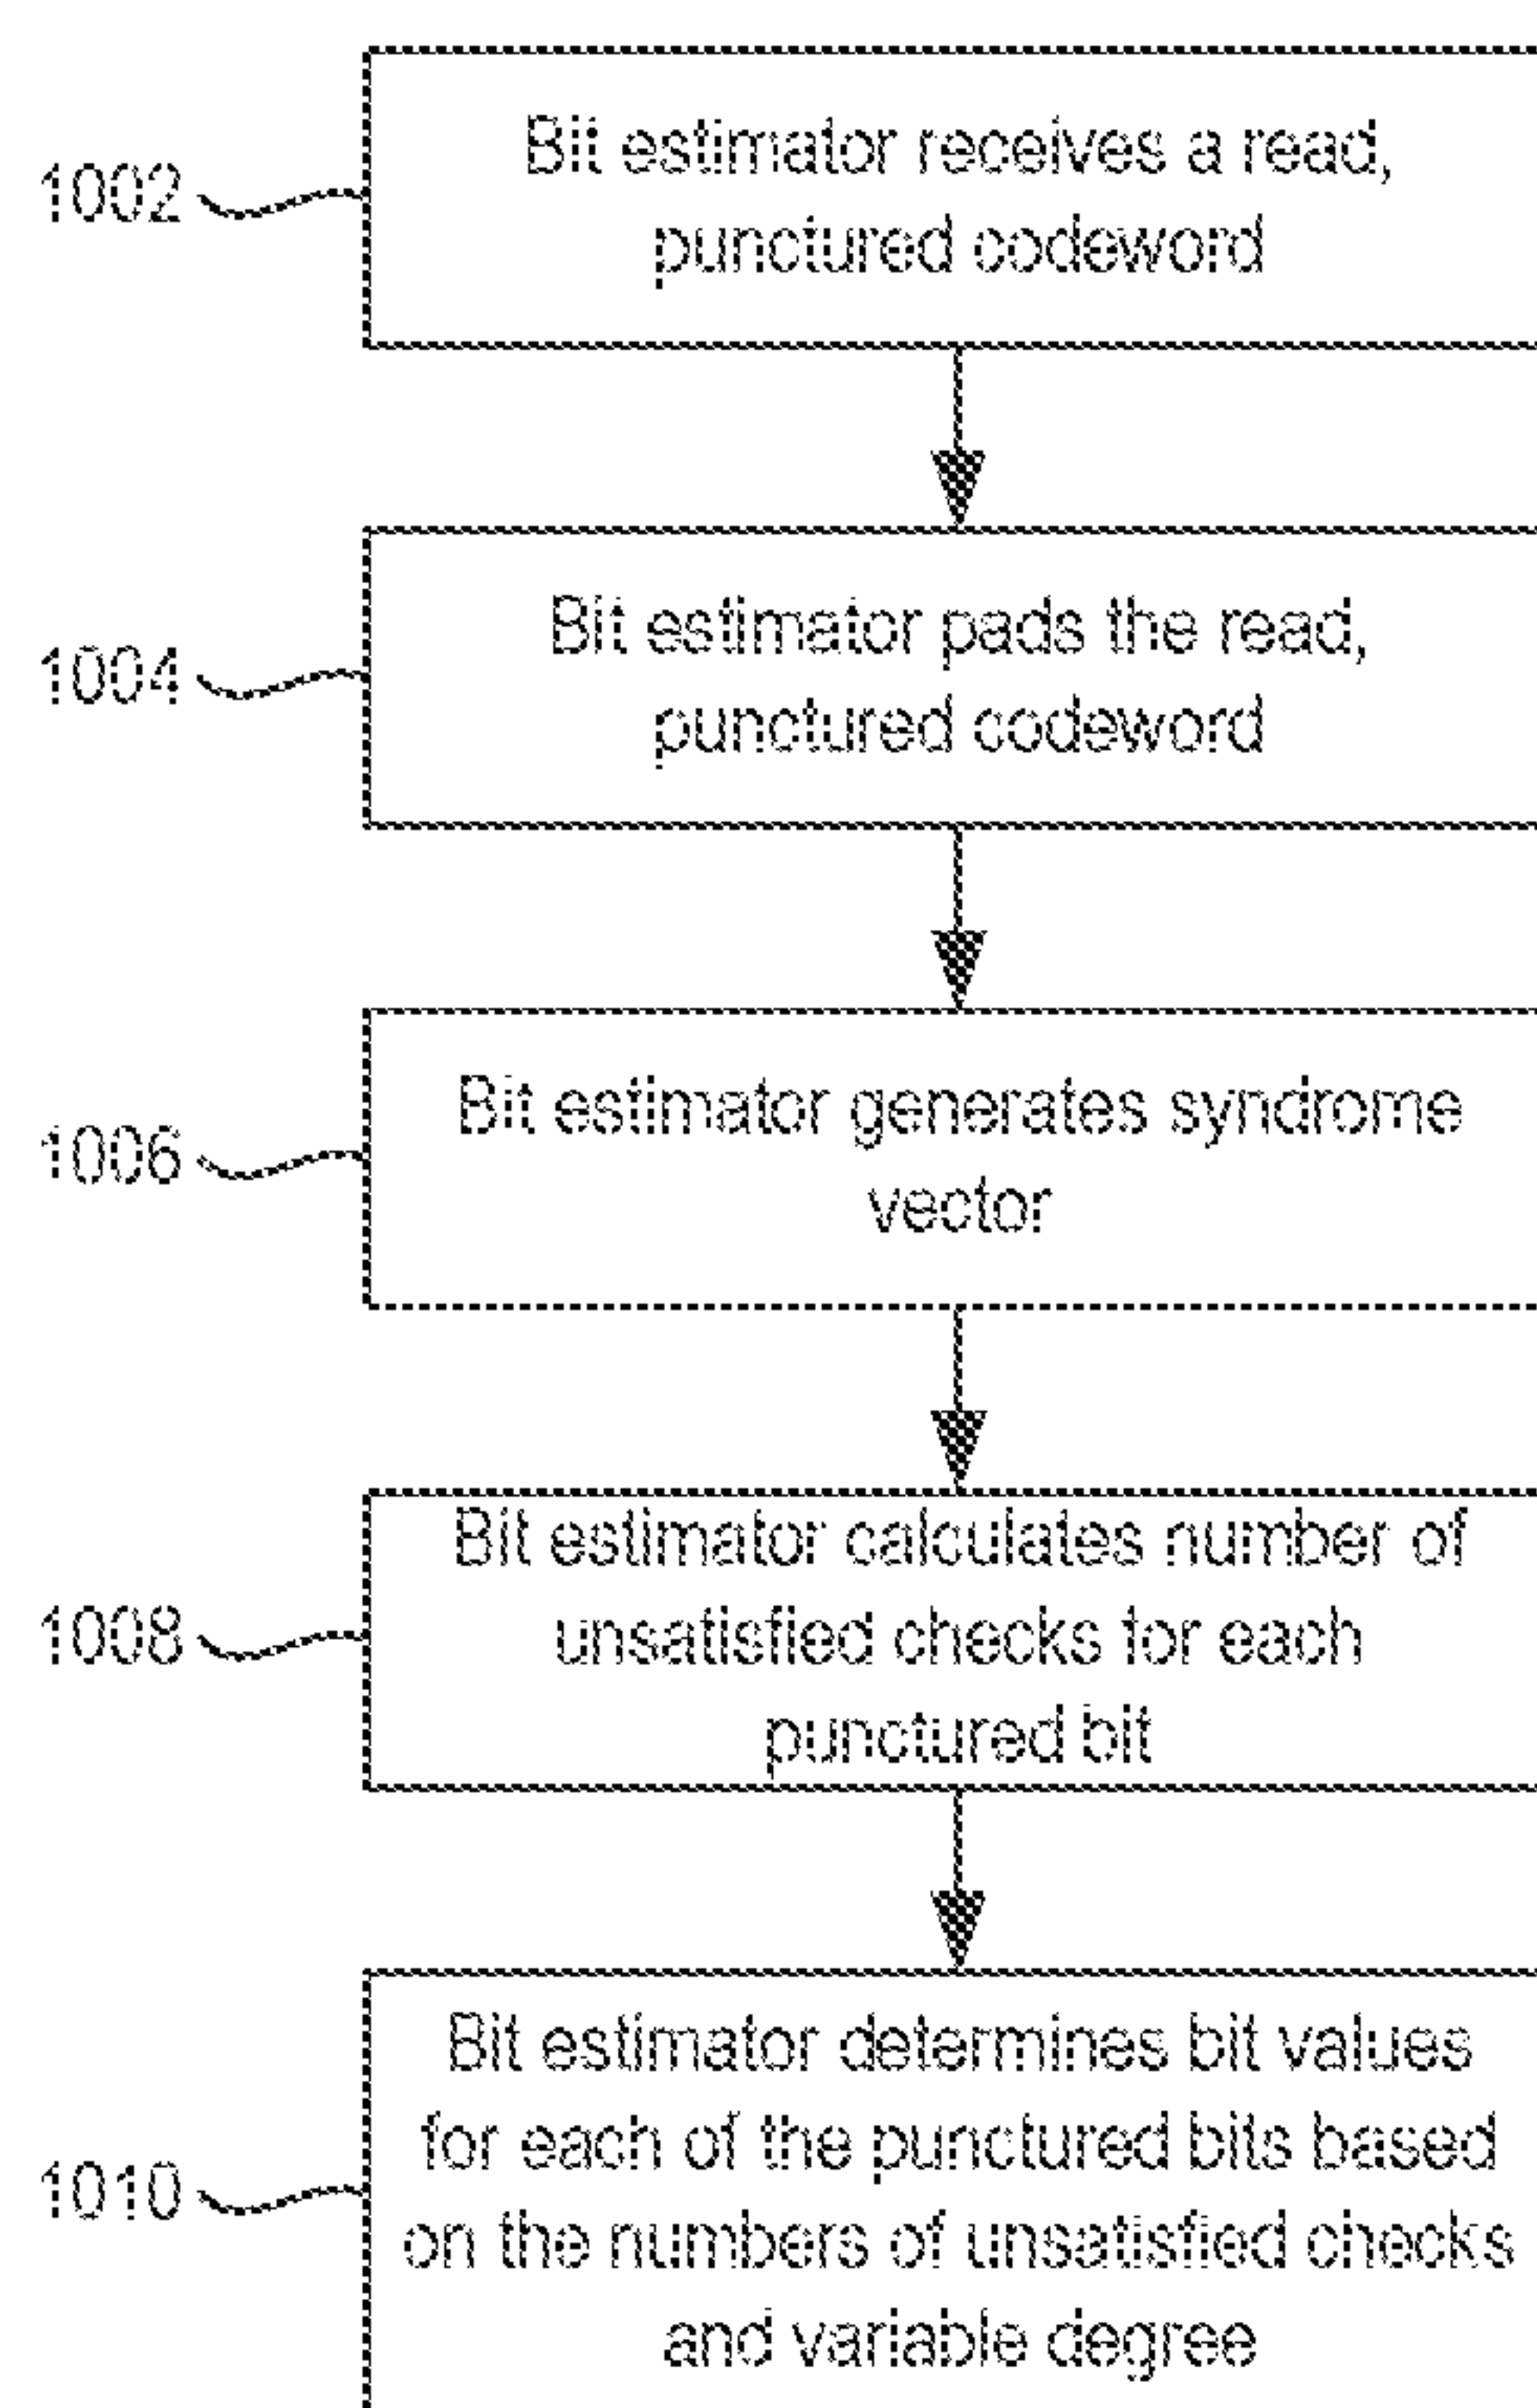 Bit estimator receives a read,
punctured codeword
1002
Bit estimator pads the read,
punctured codeword
1004
Bit estimator generates syndrome
vector
1006
Bit estimator calculates number of
unsatisfied checks for each
punctured bit
1008
Bit estimator determines bit values
for each of the punctured bits based
on the numbers of unsatisfied checks
and variable degree
1010